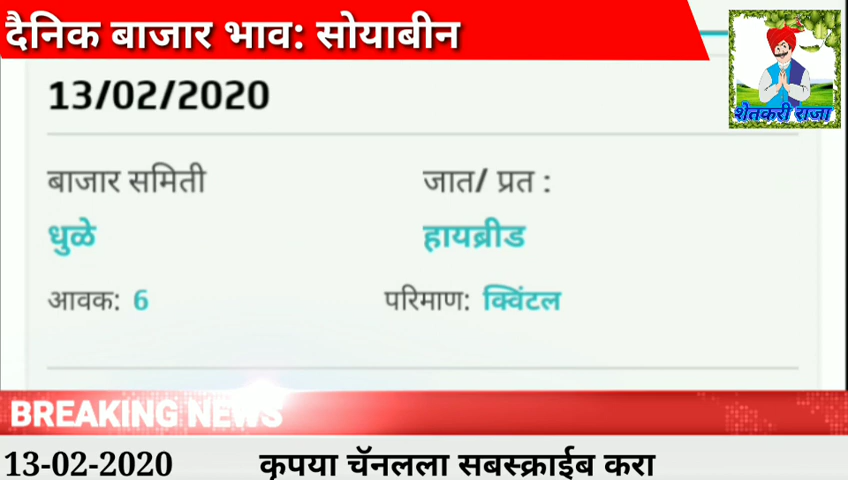 दैनिक बाजार भाव: सोयाबीन
शेतकरी राजा
13/02/2020
बाजार समिती जात/ प्रत :
धुळे हायब्रीड
आवक: 6 परिमाण: क्विंटल
BREAKING NEWS
13-02-2020 कृपया चॅनलला सबस्क्राईब करा